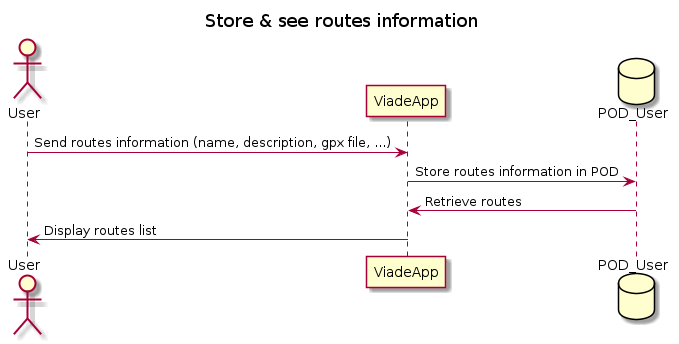 Store & see routes information
User
ViadeApp
POD_User
Send routes information (name, description, gpx file, ...)
Store routes information in POD
Retrieve routes
Display routes list
User
ViadeApp
POD_User